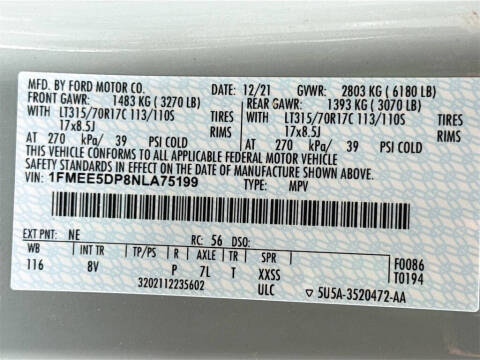 MFD. BY FORD MOTOR CO. 12/21 GVWR: 2803 KG ( 6180 LB)
FRONT GAWR: 1483 KG ( 3270 LB) REAR GAWR: 1393 KG ( 3070 LB)
WITH LT315/70R17C 113/110S TIRES WITH LT315/70R17C 113/110S TIRES
17x8.5J RIMS 17x8.5J RIMS
AT 270 kPa/ 39 PSI COLD AT 270 kPa/ 39 PSI COLD
THIS VEHICLE CONFORMS TO ALL APPLICABLE FEDERAL MOTOR VEHICLE
SAFETY STANDARDS IN EFFECT ON THE DATE OF MANUFACTURE SHOWN ABOVE.
VIN: 1FMEE5DP8NLA75199 TYPE: MPV
EXT PNT: NE RC: 56 DSO:
WB INT TR TP/PS R AXLE TR SPR F0086
116 8V P 7L T XXSS T0194
3202112235602 ULC 5U5A-3520472-AA